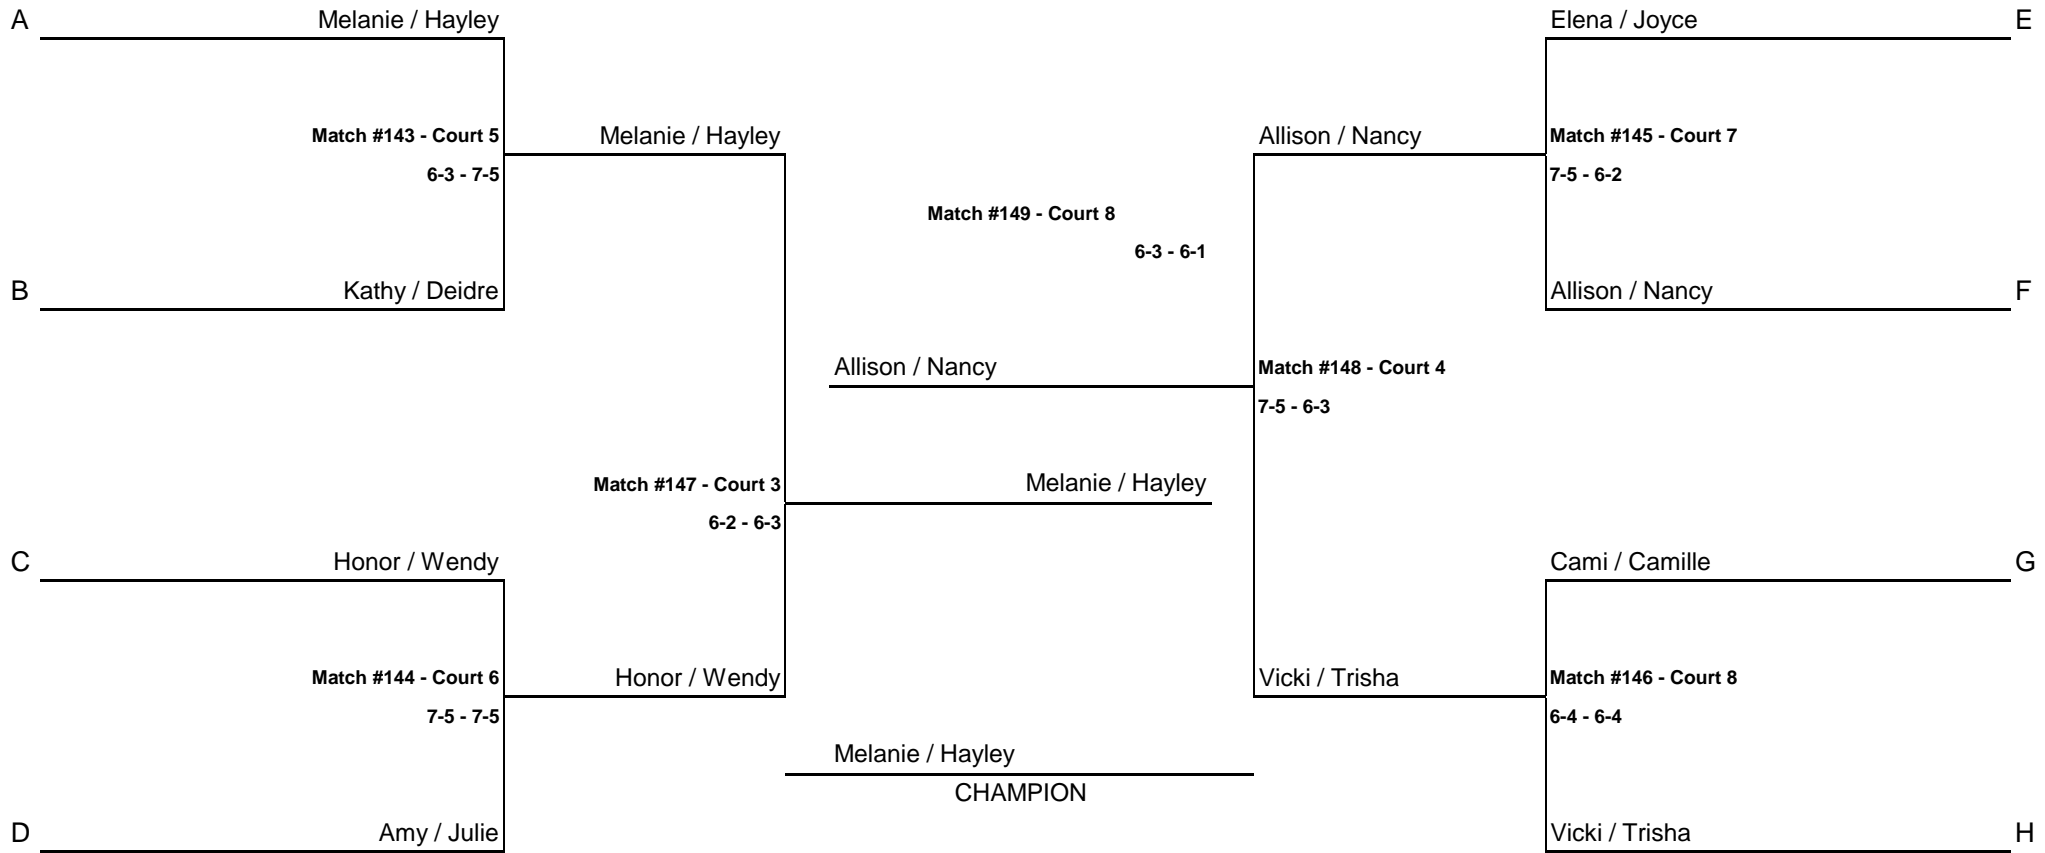 A
Melanie / Hayley
Elena / Joyce
E
Match #143 - Court 5
Melanie / Hayley
Allison / Nancy
Match #145 - Court 7
6-3 - 7-5
7-5 - 6-2
Match #149 - Court 8
6-3 - 6-1
B
Kathy / Deidre
Allison / Nancy
F
Allison / Nancy
Match #148 - Court 4
7-5 - 6-3
Match #147 - Court 3
Melanie / Hayley
6-2 - 6-3
C
Honor / Wendy
Cami / Camille
G
Match #144 - Court 6
Honor / Wendy
Vicki / Trisha
Match #146 - Court 8
7-5 - 7-5
6-4 - 6-4
Melanie / Hayley
CHAMPION
D
Amy / Julie
Vicki / Trisha
H